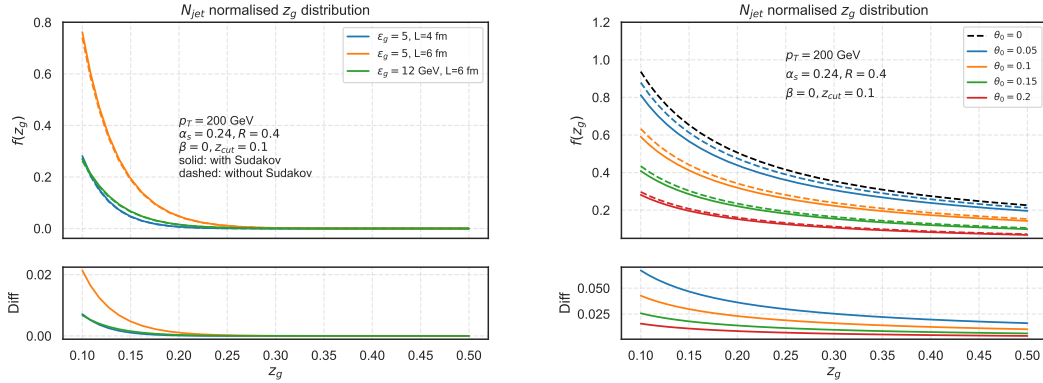 N_jet normalised z_g distribution
0.8
0.6
0.4
0.2
0.0
f(z_g)
ε_g = 5, L=4 fm
ε_g = 5, L=6 fm
ε_g = 12 GeV, L=6 fm
p_T = 200 GeV
α_s = 0.24, R = 0.4
β = 0, z_cut = 0.1
solid: with Sudakov
dashed: without Sudakov
0.02
0.00
Diff
0.10 0.15 0.20 0.25 0.30 0.35 0.40 0.45 0.50
z_g
N_jet normalised z_g distribution
1.2
1.0
0.8
0.6
0.4
0.2
f(z_g)
p_T = 200 GeV
α_s = 0.24, R = 0.4
β = 0, z_cut = 0.1
θ_0 = 0
θ_0 = 0.05
θ_0 = 0.1
θ_0 = 0.15
θ_0 = 0.2
0.050
0.025
Diff
0.10 0.15 0.20 0.25 0.30 0.35 0.40 0.45 0.50
z_g